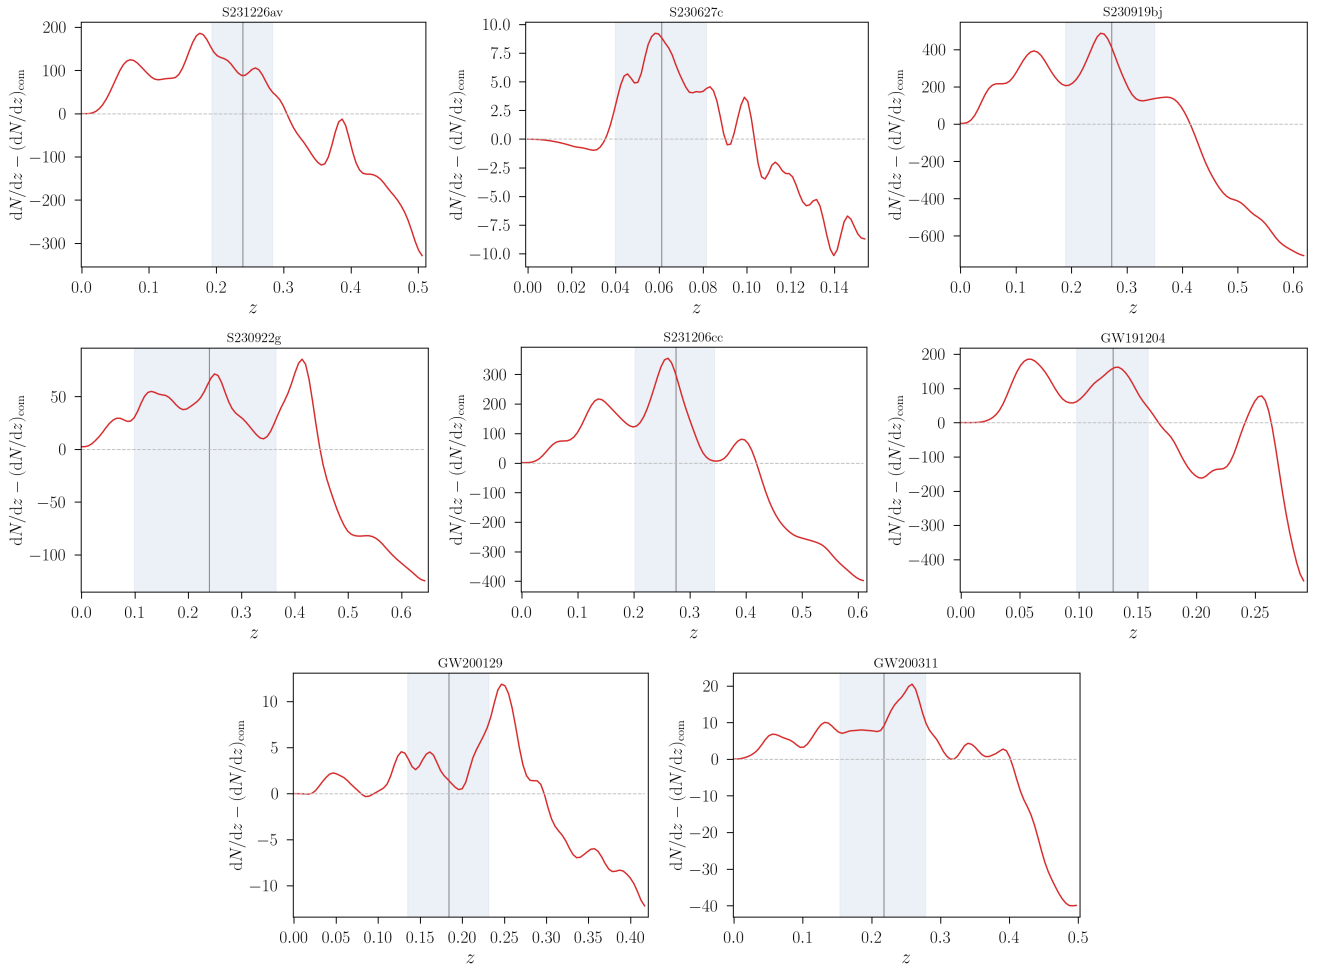 S231226av
dN/dz − (dN/dz)com
200
100
0
−100
−200
−300
0.0 0.1 0.2 0.3 0.4 0.5
z
S230627c
dN/dz − (dN/dz)com
10.0
7.5
5.0
2.5
0.0
−2.5
−5.0
−7.5
−10.0
0.00 0.02 0.04 0.06 0.08 0.10 0.12 0.14
z
S230919bj
dN/dz − (dN/dz)com
400
200
0
−200
−400
−600
0.0 0.1 0.2 0.3 0.4 0.5 0.6
z
S230922g
dN/dz − (dN/dz)com
50
0
−50
−100
0.0 0.1 0.2 0.3 0.4 0.5 0.6
z
S231206cc
dN/dz − (dN/dz)com
300
200
100
0
−100
−200
−300
−400
0.0 0.1 0.2 0.3 0.4 0.5 0.6
z
GW191204
dN/dz − (dN/dz)com
200
100
0
−100
−200
−300
−400
0.00 0.05 0.10 0.15 0.20 0.25
z
GW200129
dN/dz − (dN/dz)com
10
5
0
−5
−10
0.00 0.05 0.10 0.15 0.20 0.25 0.30 0.35 0.40
z
GW200311
dN/dz − (dN/dz)com
20
10
0
−10
−20
−30
−40
0.0 0.1 0.2 0.3 0.4 0.5
z